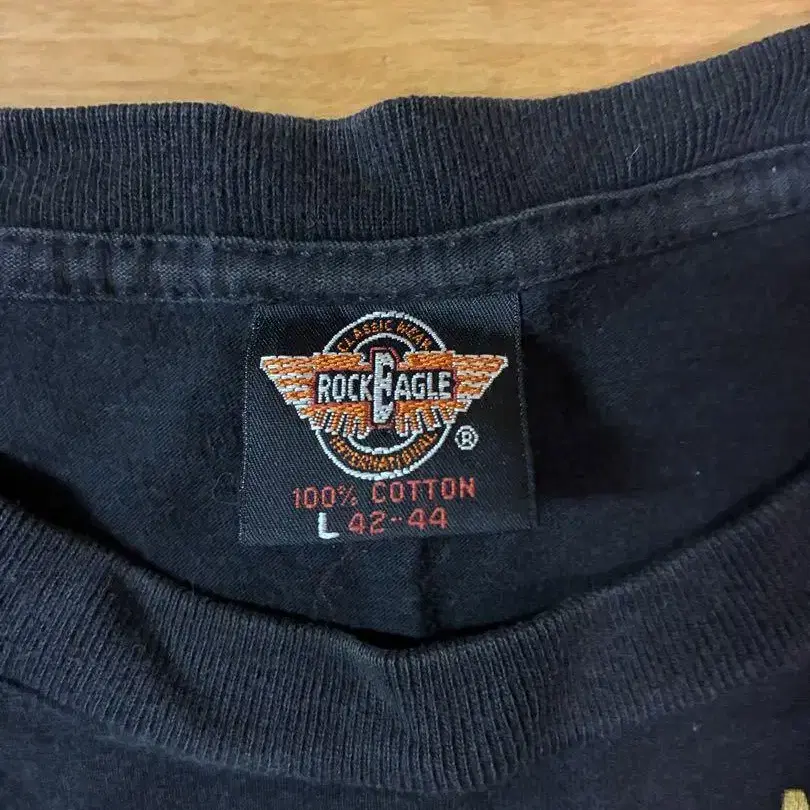 CLASSIC WEAR
ROCK EAGLE
INTERNATIONAL
®
100% COTTON
L 42--44